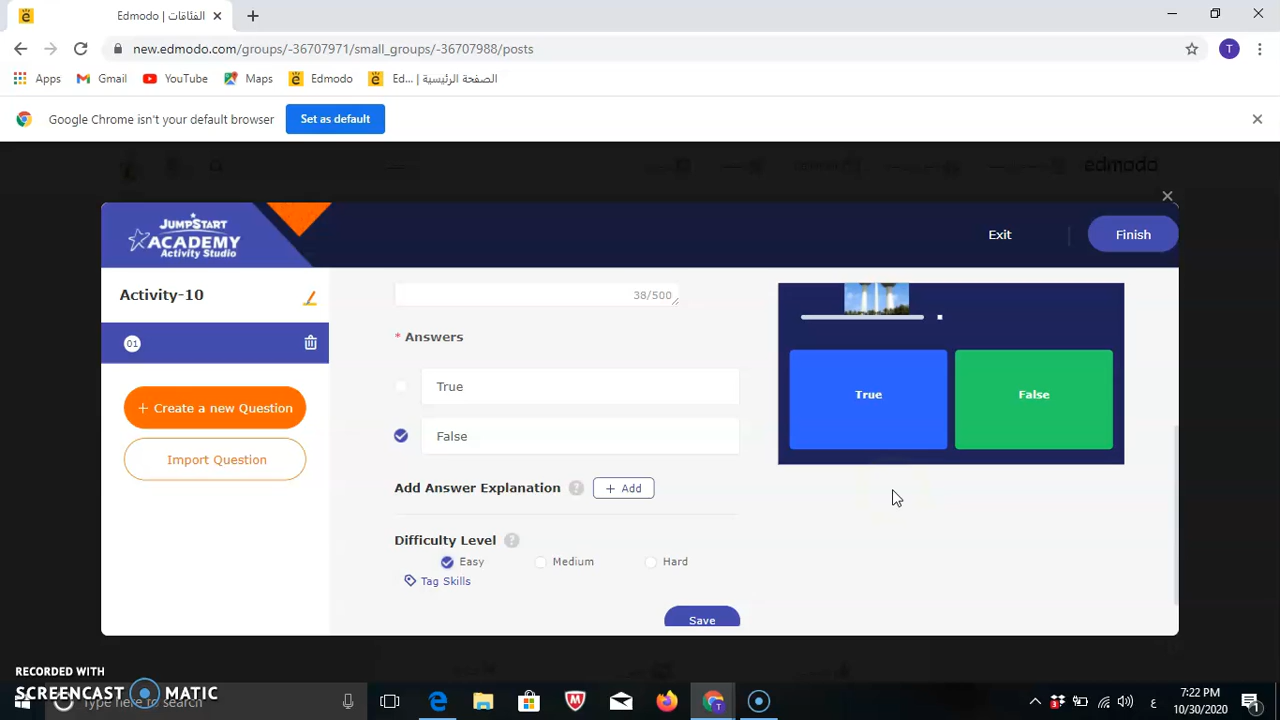 Edmodo | الفئاقات
new.edmodo.com/groups/-36707971/small_groups/-36707988/posts
T
Apps
Gmail
YouTube
Maps
Edmodo
Ed... | الصفحة الرئيسية
Google Chrome isn't your default browser
Set as default
edmodo
JUMPSTART
ACADEMY
Activity Studio
Exit
Finish
Activity-10
01
+ Create a new Question
Import Question
38/500
* Answers
True
False
Add Answer Explanation ? + Add
Difficulty Level ?
Easy
Medium
Hard
Tag Skills
Save
True
False
RECORDED WITH
SCREENCAST MATIC
Type here to search
ع
7:22 PM
10/30/2020
1